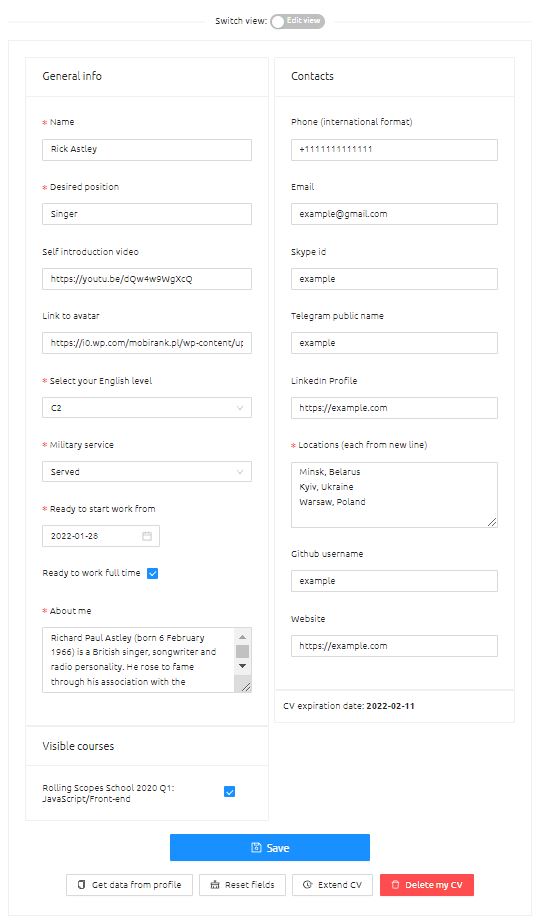 Switch view: Edit view
General info
* Name
Rick Astley
* Desired position
Singer
Self introduction video
https://youtu.be/dQw4w9WgXcQ
Link to avatar
https://i0.wp.com/mobirank.pl/wp-content/up
* Select your English level
C2
* Military service
Served
* Ready to start work from
2022-01-28
Ready to work full time
* About me
Richard Paul Astley (born 6 February
1966) is a British singer, songwriter and
radio personality. He rose to fame
through his association with the
Visible courses
Rolling Scopes School 2020 Q1:
JavaScript/Front-end
Contacts
Phone (international format)
+1111111111111
Email
example@gmail.com
Skype id
example
Telegram public name
example
LinkedIn Profile
https://example.com
* Locations (each from new line)
Minsk, Belarus
Kyiv, Ukraine
Warsaw, Poland
Github username
example
Website
https://example.com
CV expiration date: 2022-02-11
Save
Get data from profile
Reset fields
Extend CV
Delete my CV